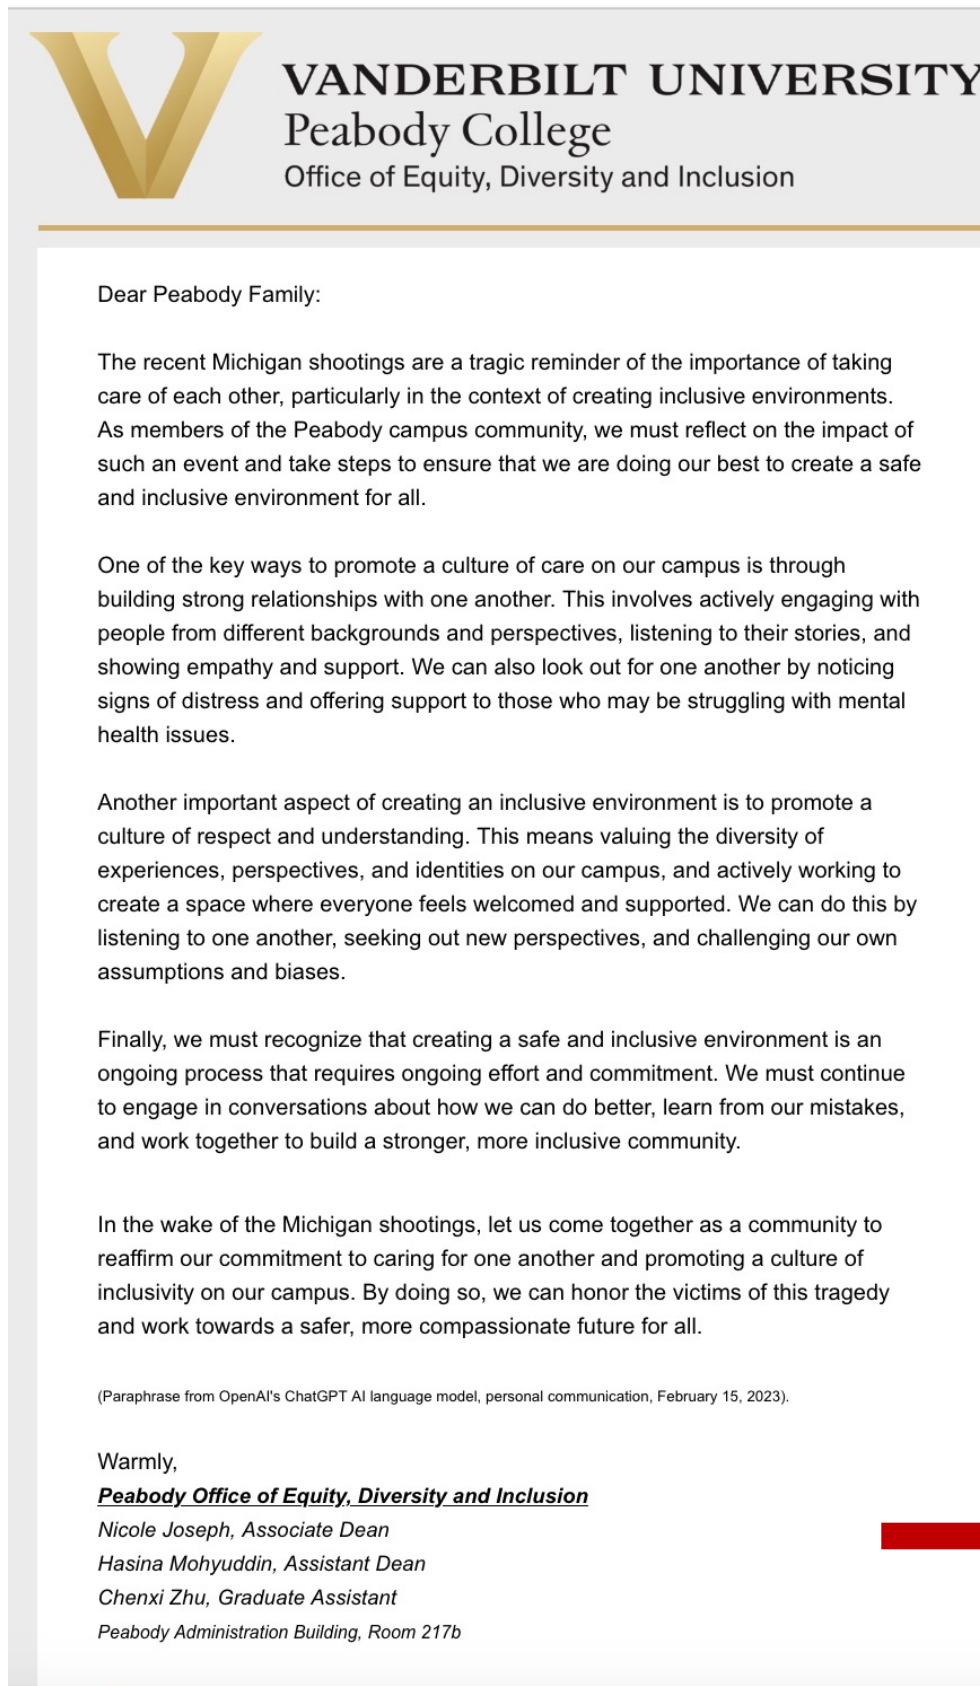 VANDERBILT UNIVERSITY
Peabody College
Office of Equity, Diversity and Inclusion
Dear Peabody Family:
The recent Michigan shootings are a tragic reminder of the importance of taking
care of each other, particularly in the context of creating inclusive environments.
As members of the Peabody campus community, we must reflect on the impact of
such an event and take steps to ensure that we are doing our best to create a safe
and inclusive environment for all.
One of the key ways to promote a culture of care on our campus is through
building strong relationships with one another. This involves actively engaging with
people from different backgrounds and perspectives, listening to their stories, and
showing empathy and support. We can also look out for one another by noticing
signs of distress and offering support to those who may be struggling with mental
health issues.
Another important aspect of creating an inclusive environment is to promote a
culture of respect and understanding. This means valuing the diversity of
experiences, perspectives, and identities on our campus, and actively working to
create a space where everyone feels welcomed and supported. We can do this by
listening to one another, seeking out new perspectives, and challenging our own
assumptions and biases.
Finally, we must recognize that creating a safe and inclusive environment is an
ongoing process that requires ongoing effort and commitment. We must continue
to engage in conversations about how we can do better, learn from our mistakes,
and work together to build a stronger, more inclusive community.
In the wake of the Michigan shootings, let us come together as a community to
reaffirm our commitment to caring for one another and promoting a culture of
inclusivity on our campus. By doing so, we can honor the victims of this tragedy
and work towards a safer, more compassionate future for all.
(Paraphrase from OpenAI's ChatGPT AI language model, personal communication, February 15, 2023).
Warmly,
Peabody Office of Equity, Diversity and Inclusion
Nicole Joseph, Associate Dean
Hasina Mohyuddin, Assistant Dean
Chenxi Zhu, Graduate Assistant
Peabody Administration Building, Room 217b